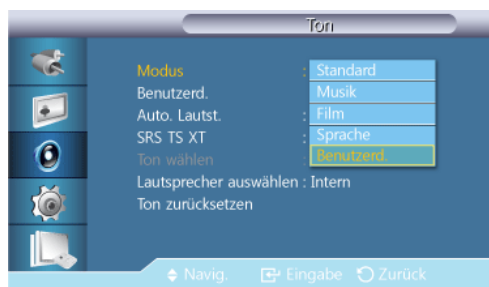 Ton
Modus : Standard
Benutzerd. Musik
Auto. Lautst. : Film
SRS TS XT : Sprache
Ton wählen : Benutzerd.
Lautsprecher auswählen : Intern
Ton zurücksetzen
Navig. Eingabe Zurück